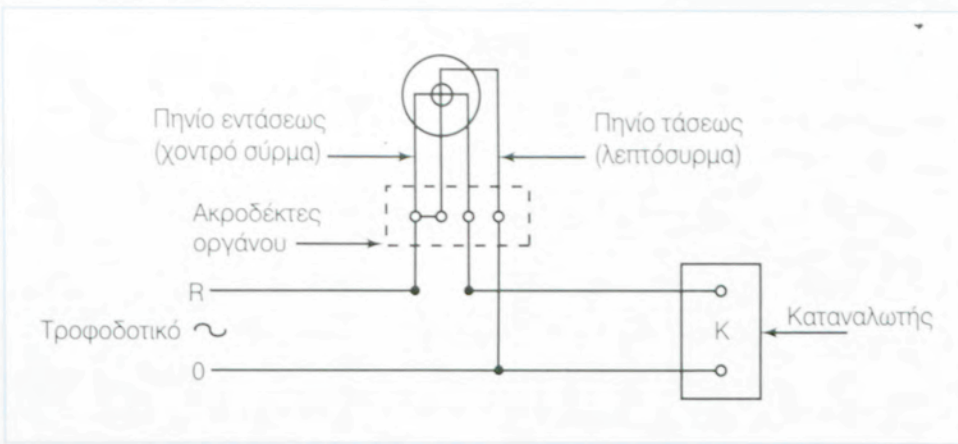 Πηνίο εντάσεως
(χοντρό σύρμα)
Πηνίο τάσεως
(λεπτόσυρμα)
Ακροδέκτες
οργάνου
R
Τροφοδοτικό ~
0
K
Καταναλωτής